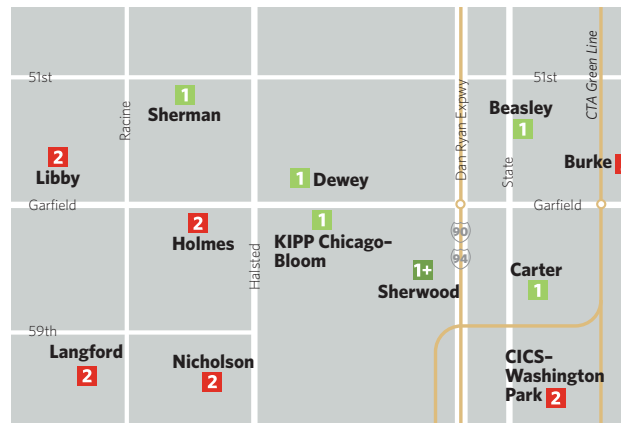 51st
51st
CTA Green Line
1
Sherman
Racine
Dan Ryan Expwy
Beasley
1
2
Libby
1 Dewey
State
Burke
Garfield
Garfield
2
Holmes
1
KIPP Chicago–
Bloom
Halsted
90
94
1+
Sherwood
Carter
1
59th
Langford
2
Nicholson
2
CICS–
Washington
Park 2